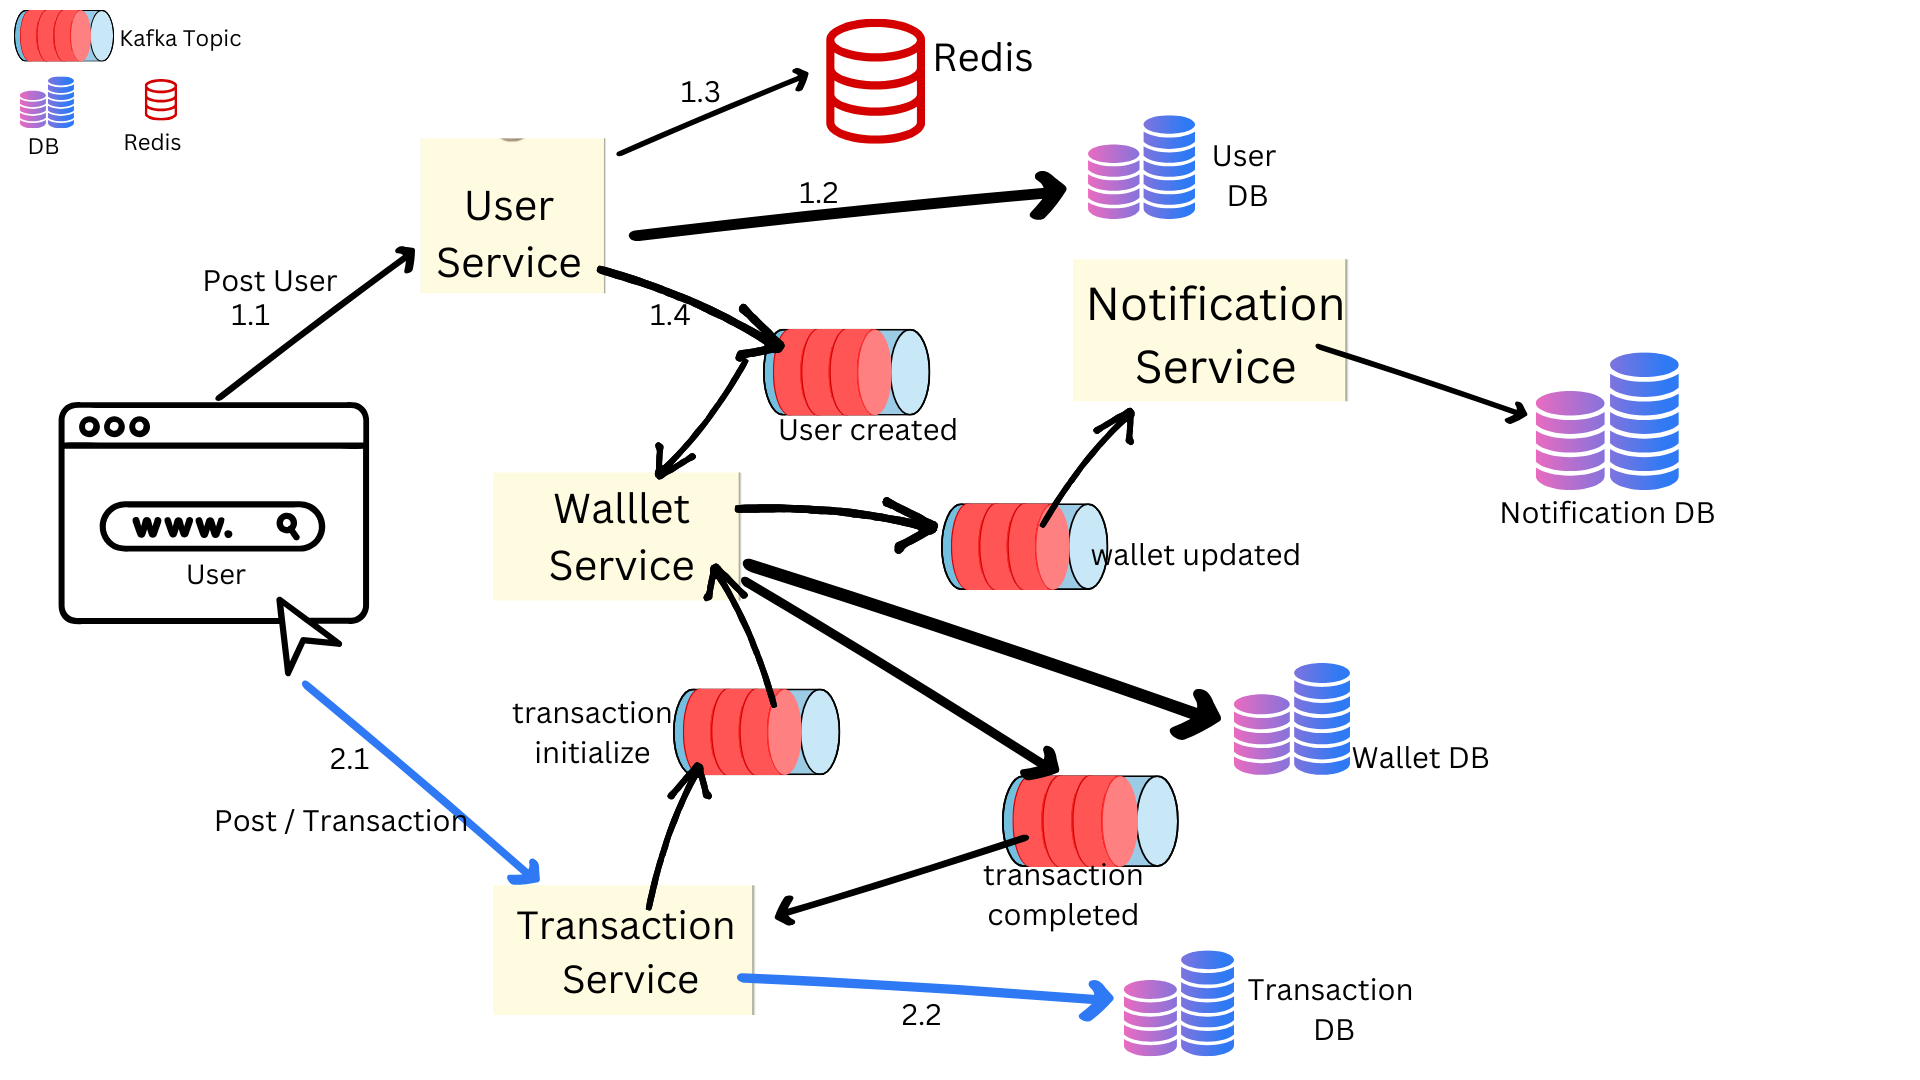 Kafka Topic
DB
Redis
Redis
1.3
User
DB
1.2
User
Service
Post User
1.1
1.4
User created
Notification
Service
Notification DB
Walllet
Service
wallet updated
www.
User
transaction
initialize
2.1
Post / Transaction
Wallet DB
transaction
completed
Transaction
Service
2.2
Transaction
DB